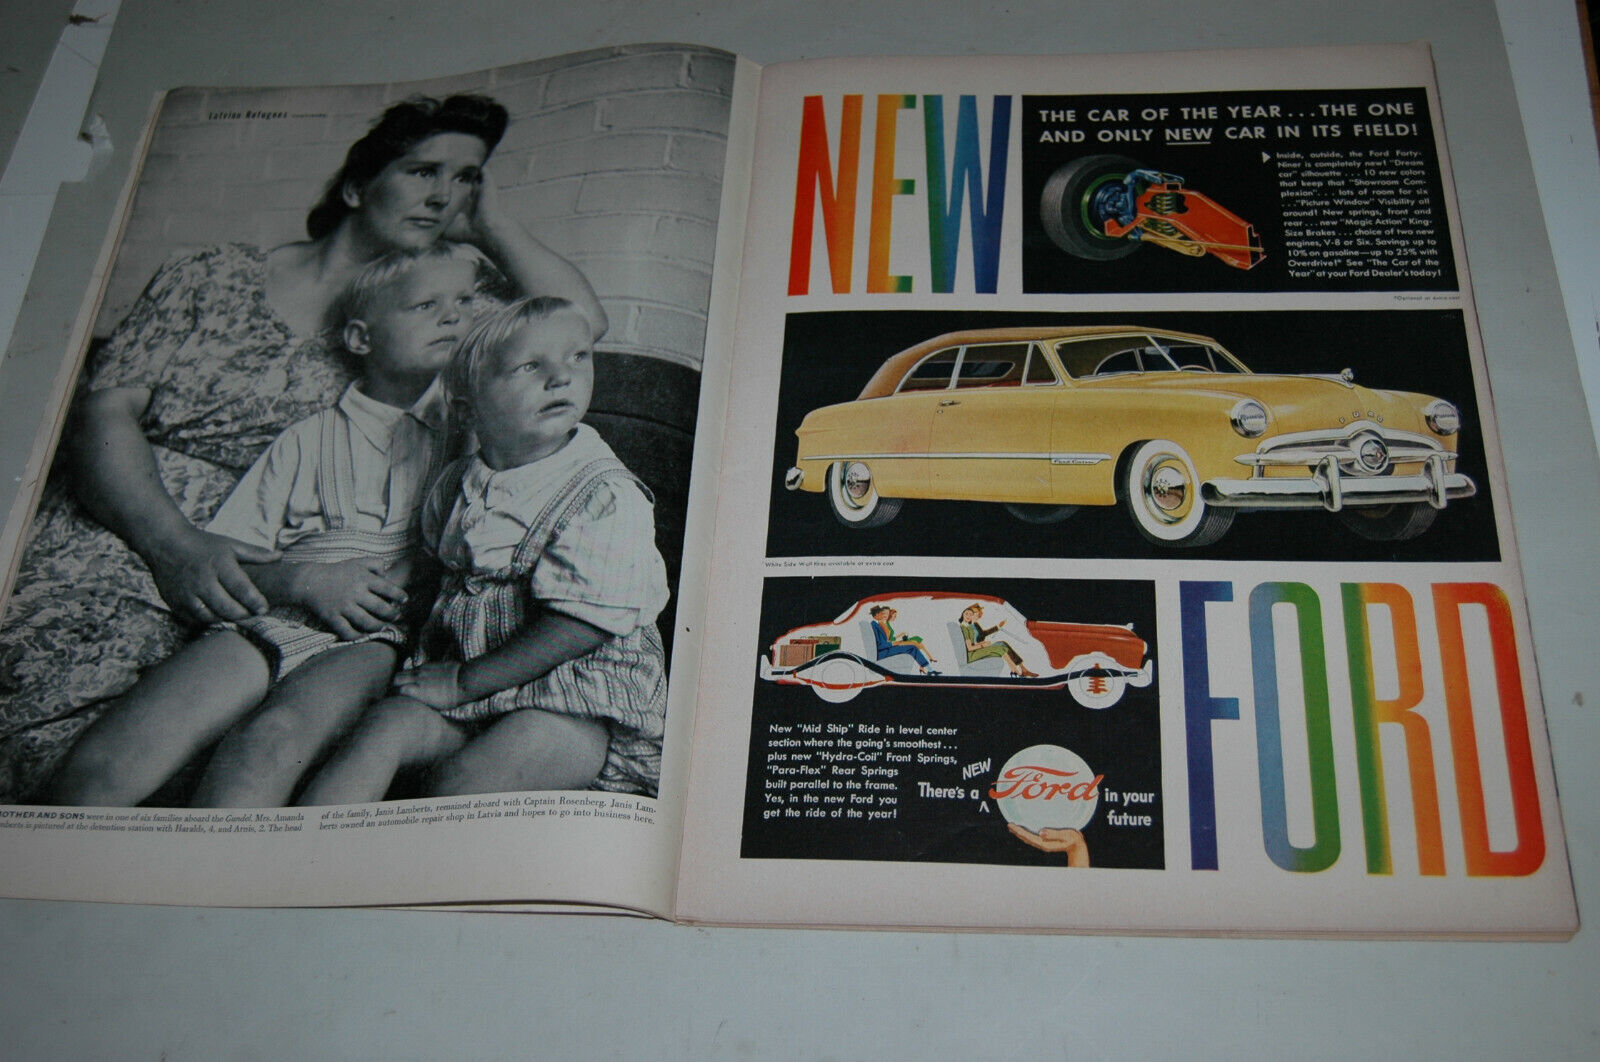 Latvian Refugees
MOTHER AND SONS were in one of six families aboard the Gundel. Mrs. Amanda
Lamberts is pictured at the detention station with Haralds, 4, and Arnis, 2. The head
of the family, Janis Lamberts, remained aboard with Captain Rosenberg. Janis Lam-
berts owned an automobile repair shop in Latvia and hopes to go into business here.
NEW
THE CAR OF THE YEAR...THE ONE
AND ONLY NEW CAR IN ITS FIELD!
Inside, outside, the Ford Forty-
Niner is completely new! "Dream
car" silhouette...10 new colors
that keep that "Showroom Com-
plexion"...lots of room for six
..."Picture Window" Visibility all
around! New springs, front and
rear...new "Magic Action" King-
Size Brakes...choice of two new
engines, V-8 or Six. Savings up to
10% on gasoline—up to 25% with
Overdrive!* See "The Car of the
Year" at your Ford Dealer's today!
*Optional at extra cost
FORD
Ford Custom
White Side Wall tires available at extra cost
New "Mid Ship" Ride in level center
section where the going's smoothest...
plus new "Hydra-Coil" Front Springs,
"Para-Flex" Rear Springs
built parallel to the frame.
Yes, in the new Ford you
get the ride of the year!
There's a NEW Ford in your
future
FORD